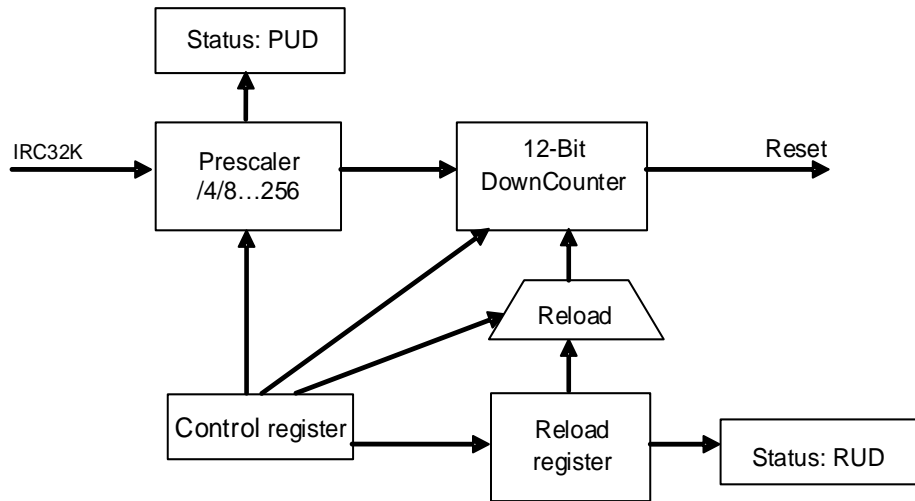 Status: PUD
IRC32K
Prescaler
/4/8...256
12-Bit
DownCounter
Reset
Reload
Control register
Reload
register
Status: RUD